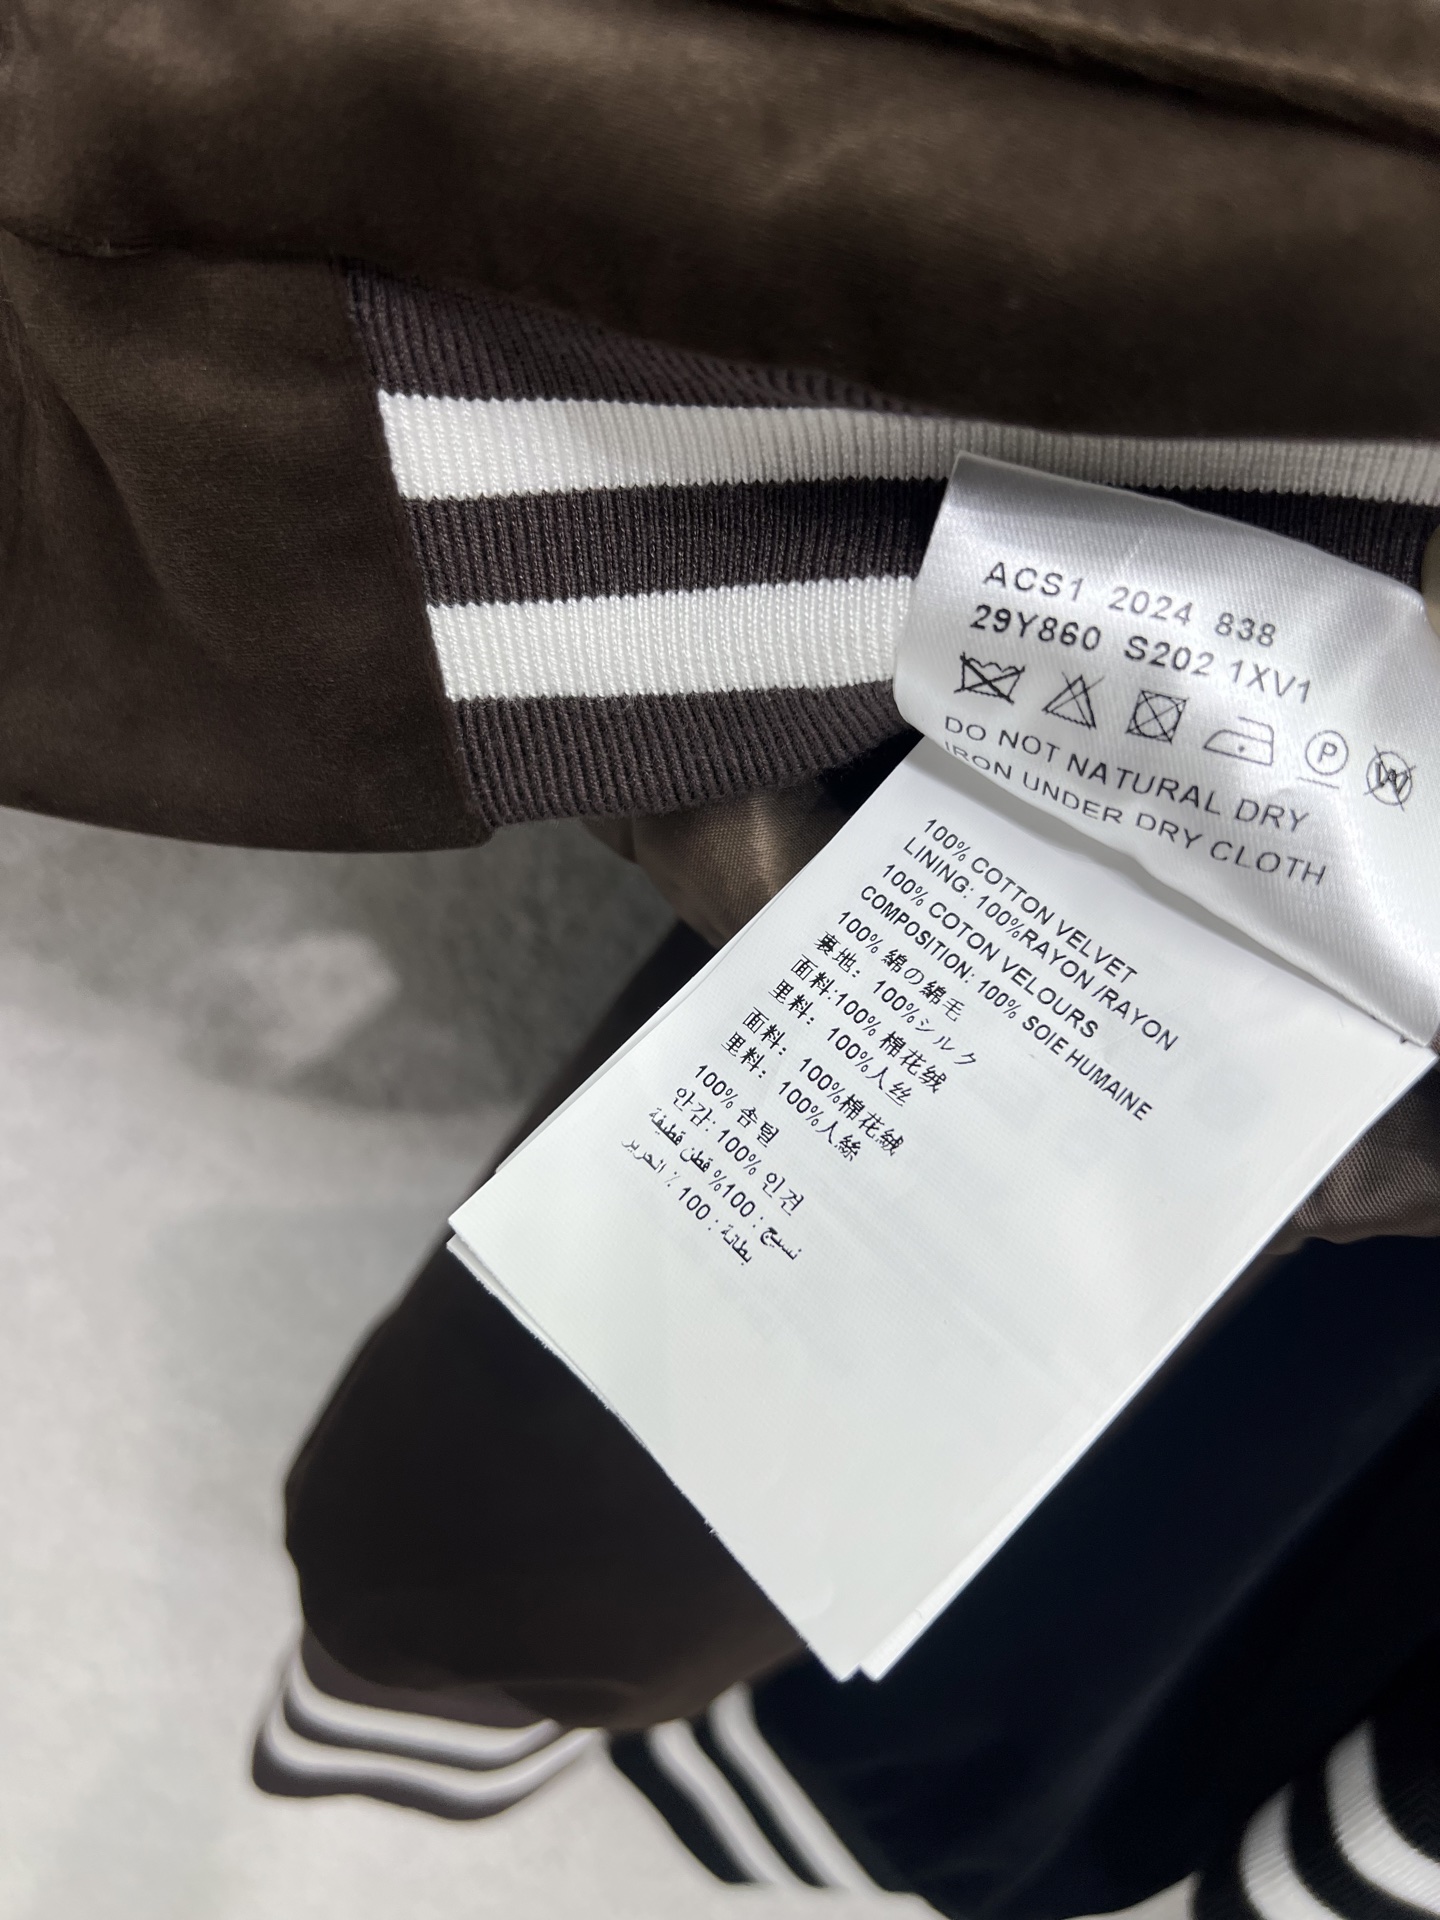 ACS1 2024 838
29Y860 S202 1XV1
P W
DO NOT NATURAL DRY
IRON UNDER DRY CLOTH
100% COTTON VELVET
LINING: 100%RAYON /RAYON
100% COTON VELOURS
COMPOSITION: 100% SOIE HUMAINE
100% 綿の綿毛
裏地: 100%シルク
面料:100% 棉花绒
里料: 100%人丝
面料: 100%棉花絨
里料: 100%人絲
100% 솜털
안감: 100% 인견
نسيج : 100% قطن قطيفة
بطانة : 100 ٪ الحرير